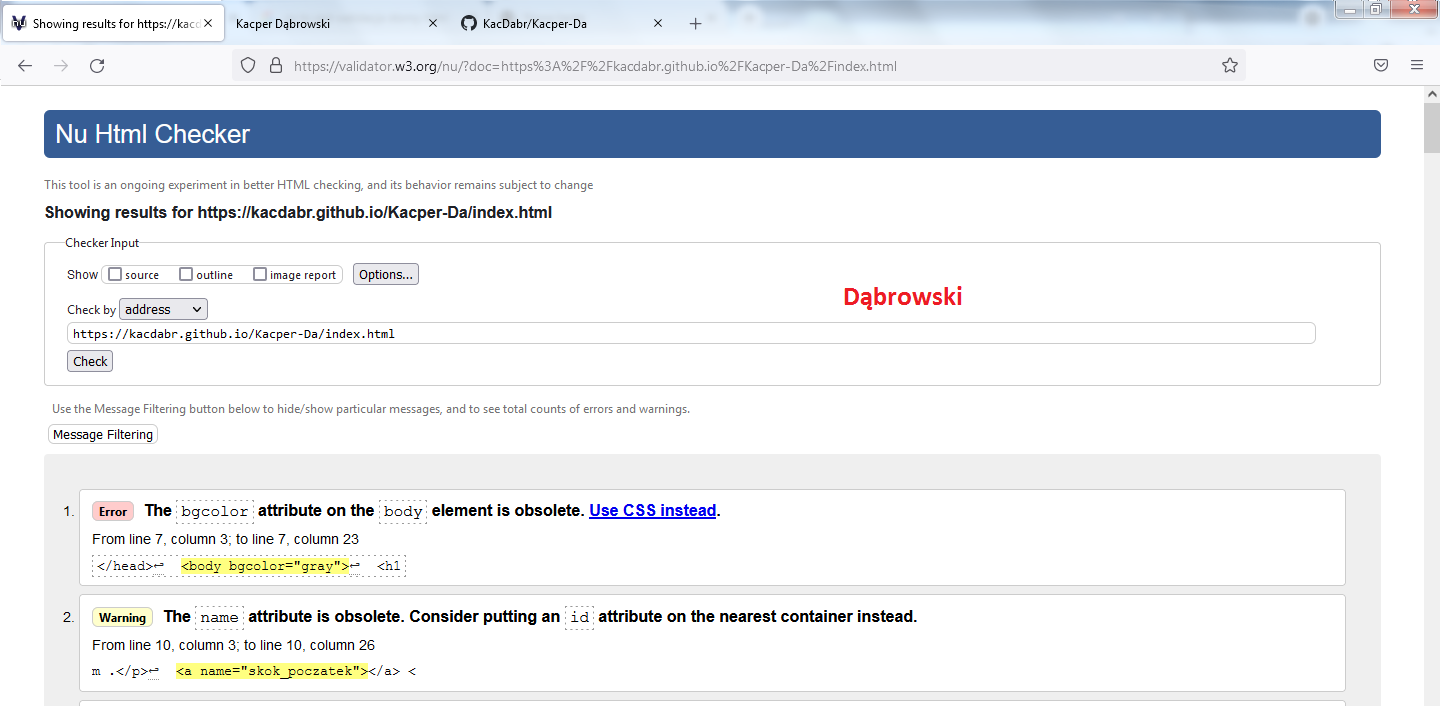 Showing results for https://kacd
Kacper Dąbrowski
KacDabr/Kacper-Da
https://validator.w3.org/nu/?doc=https%3A%2F%2Fkacdabr.github.io%2FKacper-Da%2Findex.html
Nu Html Checker
This tool is an ongoing experiment in better HTML checking, and its behavior remains subject to change
Showing results for https://kacdabr.github.io/Kacper-Da/index.html
Checker Input
Show source outline image report Options...
Dąbrowski
Check by address
https://kacdabr.github.io/Kacper-Da/index.html
Check
Use the Message Filtering button below to hide/show particular messages, and to see total counts of errors and warnings.
Message Filtering
1. Error The bgcolor attribute on the body element is obsolete. Use CSS instead.
From line 7, column 3; to line 7, column 23
</head>↩ <body bgcolor="gray">↩ <h1
2. Warning The name attribute is obsolete. Consider putting an id attribute on the nearest container instead.
From line 10, column 3; to line 10, column 26
m .</p>↩ <a name="skok_poczatek"></a> <